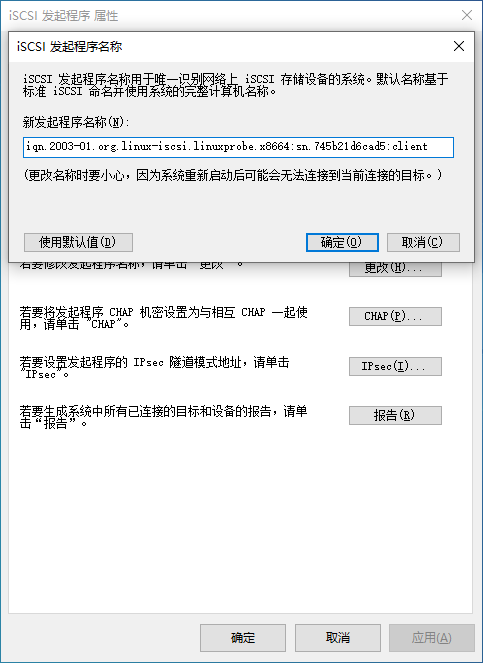 iSCSI 发起程序 属性
iSCSI 发起程序名称
iSCSI 发起程序名称用于唯一识别网络上 iSCSI 存储设备的系统。默认名称基于
标准 iSCSI 命名并使用系统的完整计算机名称。
新发起程序名称(N):
iqn.2003-01.org.linux-iscsi.linuxprobe.x8664:sn.745b21d6cad5:client
(更改名称时要小心，因为系统重新启动后可能会无法连接到当前连接的目标。)
使用默认值(D)
确定(O)
取消(C)
若要修改发起程序名称，请单击“更改”。
更改(H)...
若要将发起程序 CHAP 机密设置为与相互 CHAP 一起使
用，请单击 "CHAP"。
CHAP(P)...
若要设置发起程序的 IPsec 隧道模式地址，请单击
"IPsec"。
IPsec(I)...
若要生成系统中所有已连接的目标和设备的报告，请单
击“报告”。
报告(R)
确定
取消
应用(A)